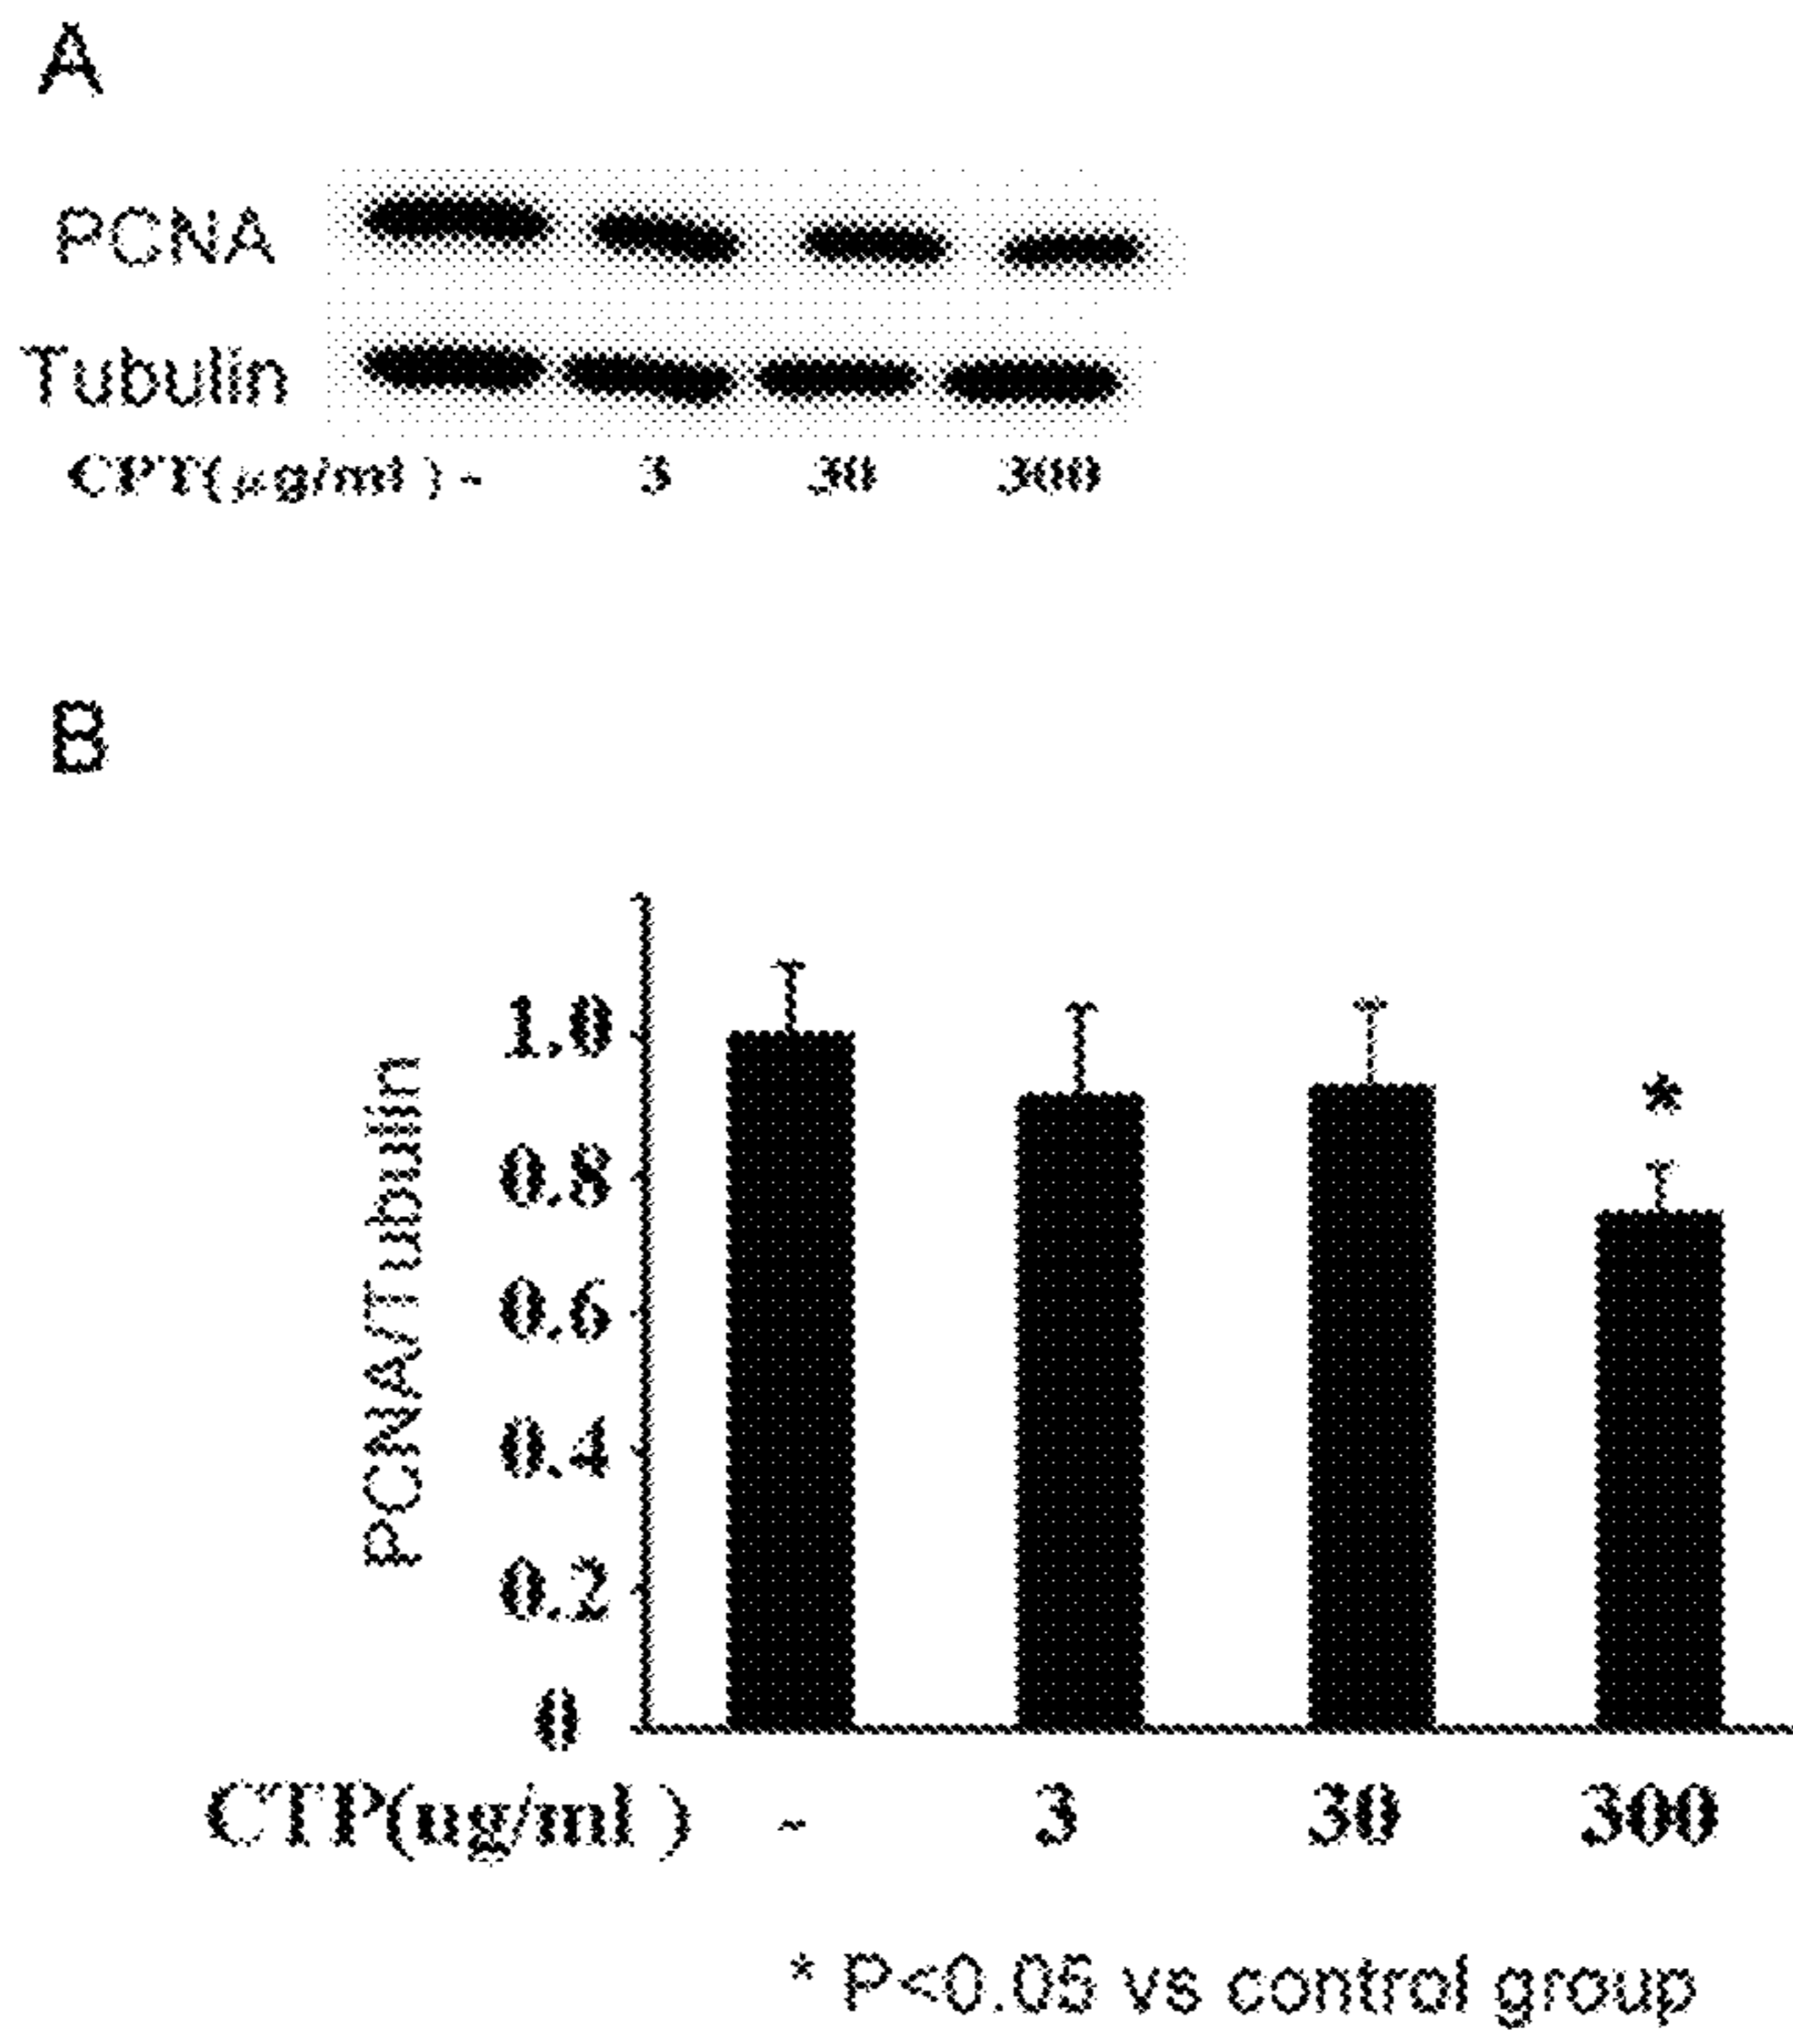 A
PCNA
Tubulin
CPT(μg/ml ) - 3 30 300
B
PCNA/Tubulin
1.0
0.8
0.6
0.4
0.2
0
CTP(ug/ml ) - 3 30 300
*
* P<0.05 vs control group